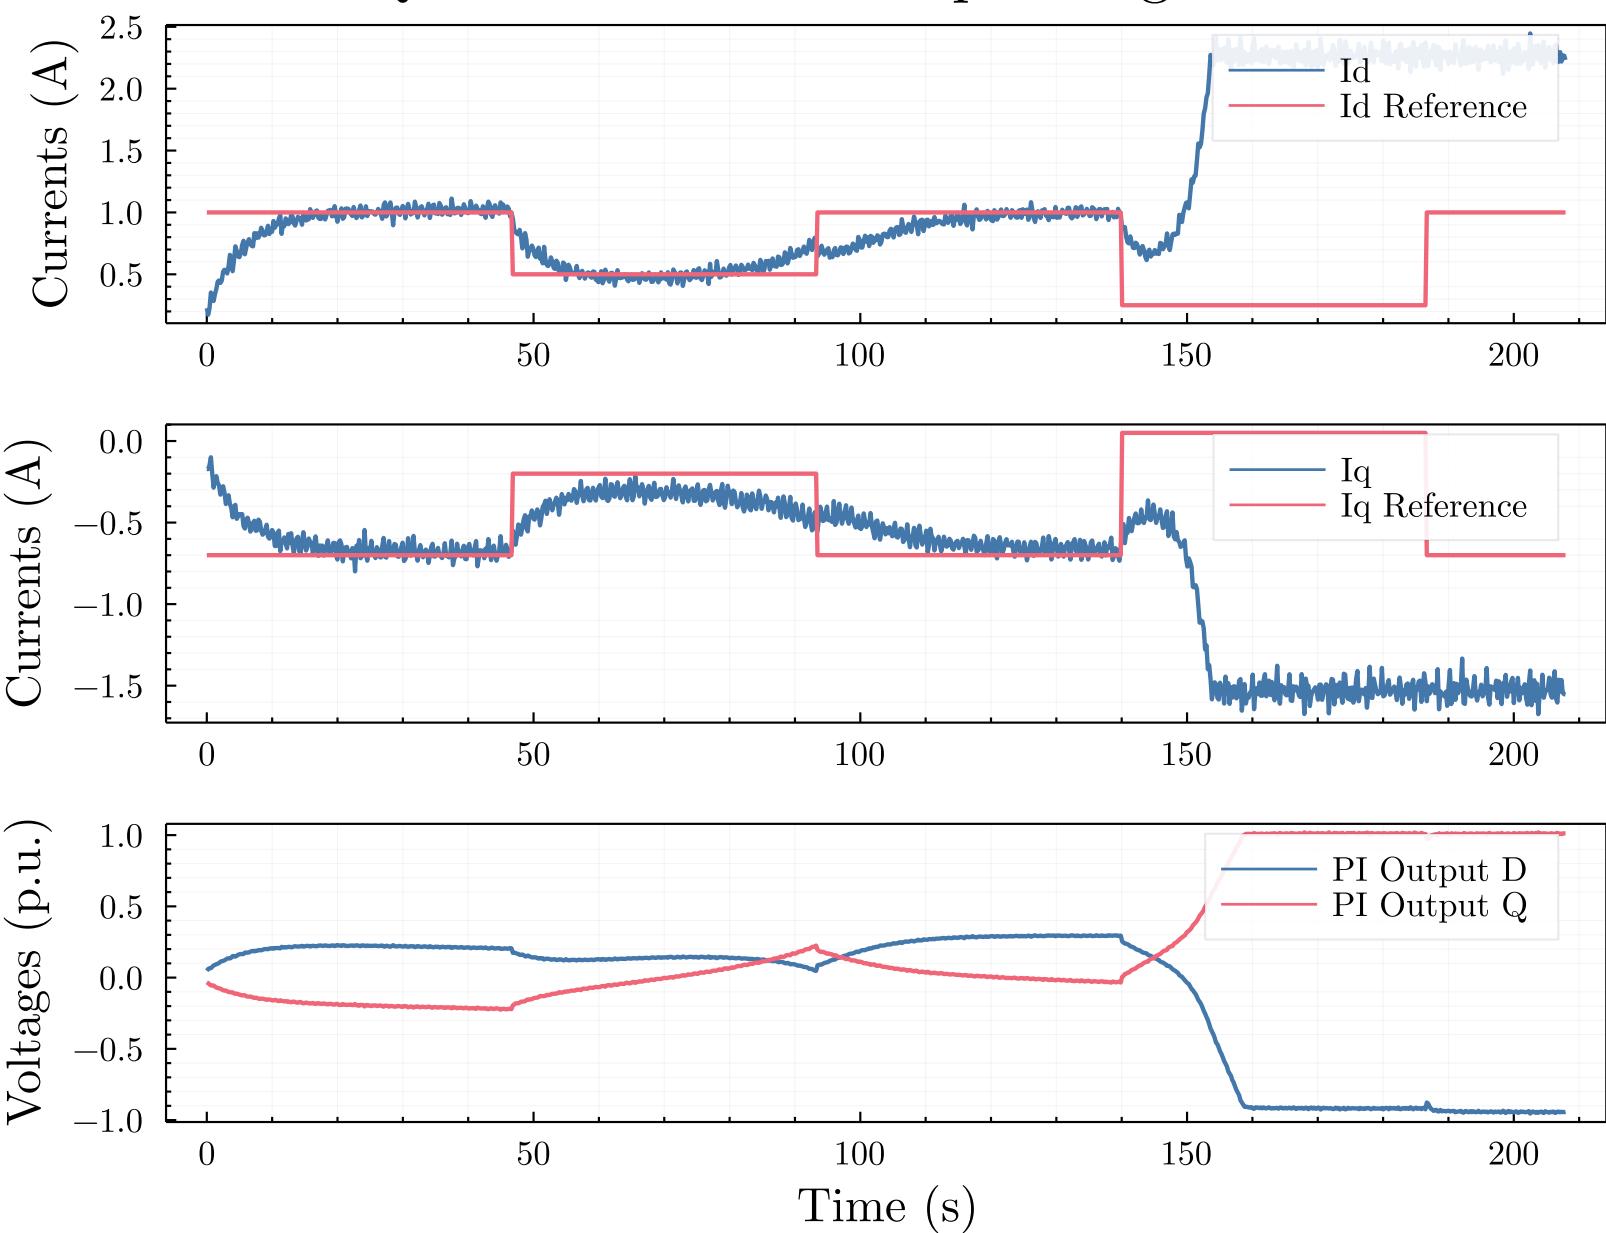 Currents (A)
2.5
2.0
1.5
1.0
0.5
Id
Id Reference
0 50 100 150 200
Currents (A)
0.0
−0.5
−1.0
−1.5
Iq
Iq Reference
0 50 100 150 200
Voltages (p.u.)
1.0
0.5
0.0
−0.5
−1.0
PI Output D
PI Output Q
0 50 100 150 200
Time (s)